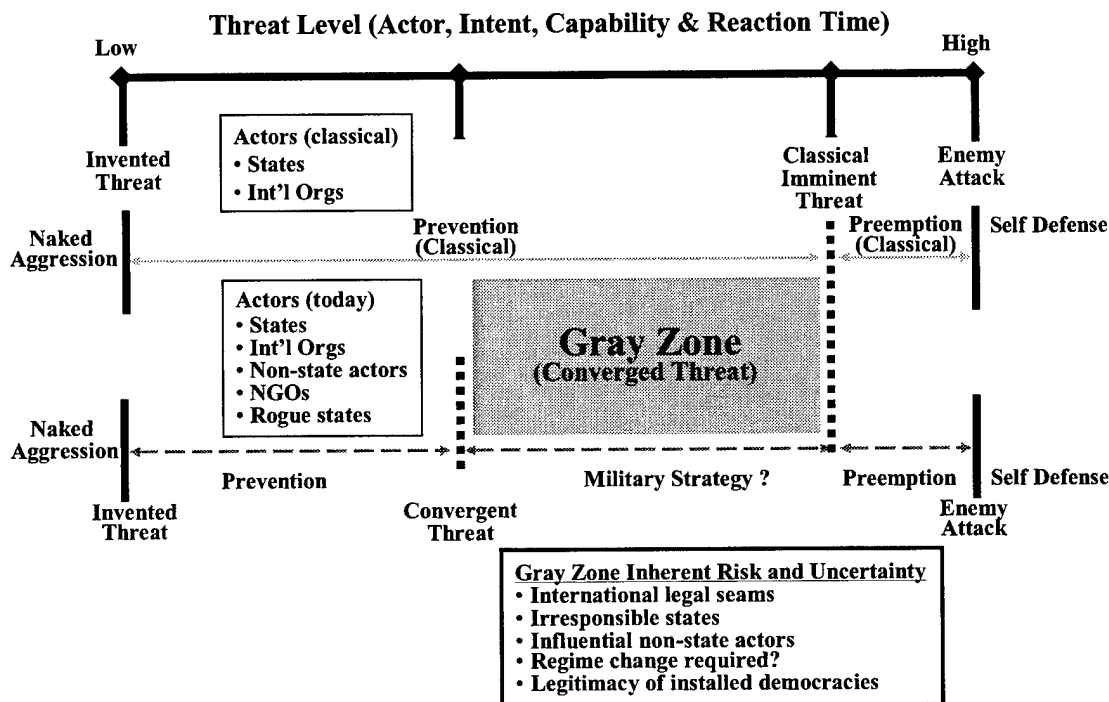 Threat Level (Actor, Intent, Capability & Reaction Time)
Low
High
Actors (classical)
• States
• Int'l Orgs
Invented
Threat
Classical
Imminent
Threat
Enemy
Attack
Naked
Aggression
Prevention
(Classical)
Preemption
(Classical)
Self Defense
Actors (today)
• States
• Int'l Orgs
• Non-state actors
• NGOs
• Rogue states
Gray Zone
(Converged Threat)
Naked
Aggression
Prevention
Military Strategy ?
Preemption
Self Defense
Invented
Threat
Convergent
Threat
Enemy
Attack
Gray Zone Inherent Risk and Uncertainty
• International legal seams
• Irresponsible states
• Influential non-state actors
• Regime change required?
• Legitimacy of installed democracies